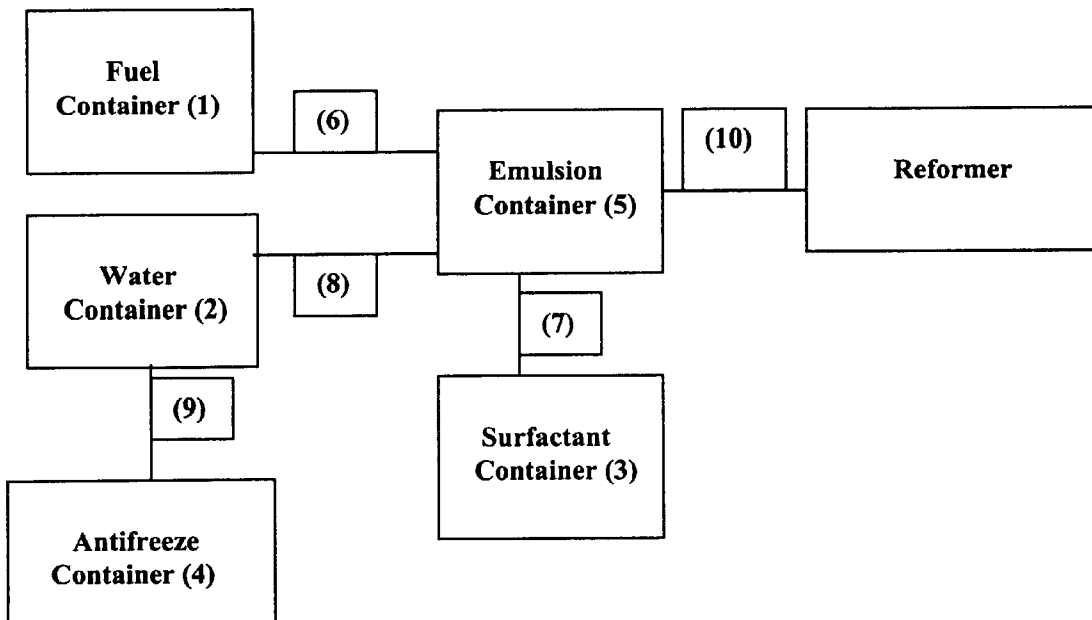 Fuel
Container (1)
(6)
Emulsion
Container (5)
(10)
Reformer
Water
Container (2)
(8)
(7)
(9)
Surfactant
Container (3)
Antifreeze
Container (4)